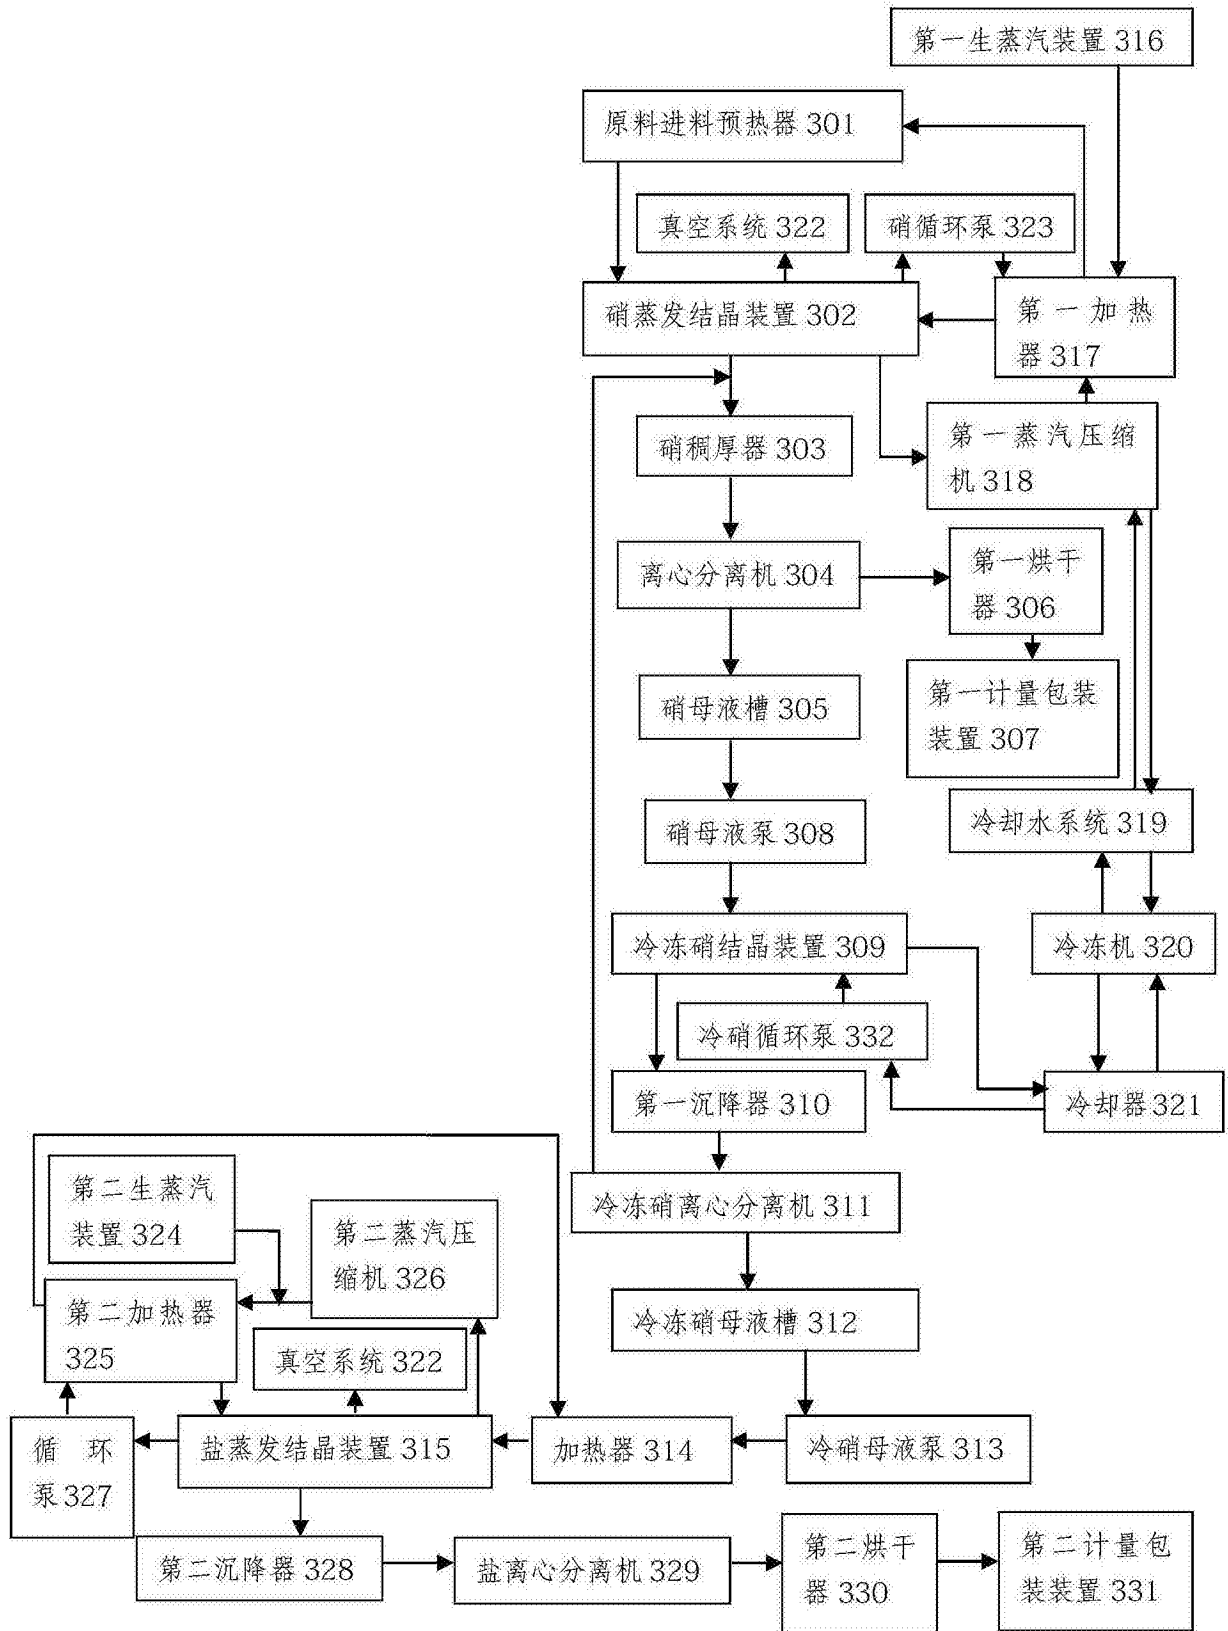 第一生蒸汽装置 316
原料进料预热器 301
真空系统 322
硝循环泵 323
硝蒸发结晶装置 302
第一加热
器 317
硝稠厚器 303
第一蒸汽压缩
机 318
离心分离机 304
第一烘干
器 306
硝母液槽 305
第一计量包装
装置 307
硝母液泵 308
冷却水系统 319
冷冻硝结晶装置 309
冷冻机 320
冷硝循环泵 332
第一沉降器 310
冷却器 321
第二生蒸汽
装置 324
冷冻硝离心分离机 311
第二蒸汽压
缩机 326
第二加热器
325
冷冻硝母液槽 312
真空系统 322
循环
泵 327
盐蒸发结晶装置 315
加热器 314
冷硝母液泵 313
第二沉降器 328
盐离心分离机 329
第二烘干
器 330
第二计量包
装装置 331